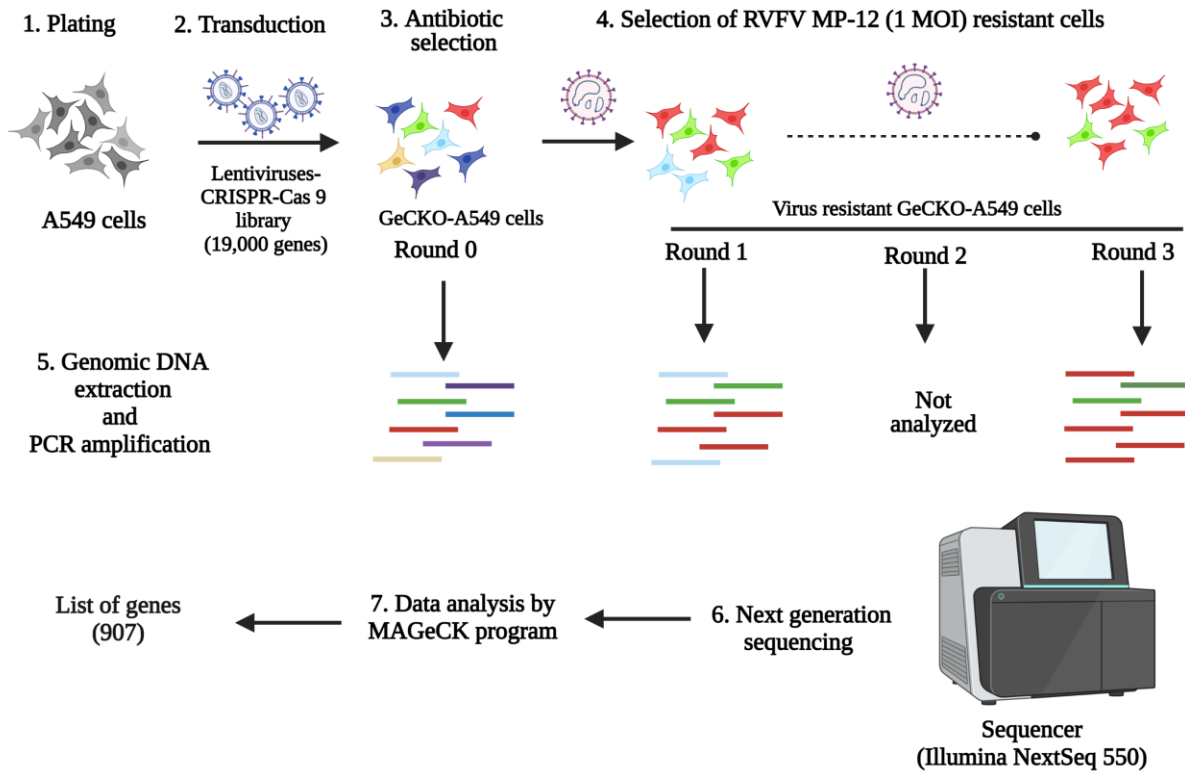 1. Plating
2. Transduction
3. Antibiotic
selection
4. Selection of RVFV MP-12 (1 MOI) resistant cells
A549 cells
Lentiviruses-
CRISPR-Cas 9
library
(19,000 genes)
GeCKO-A549 cells
Virus resistant GeCKO-A549 cells
Round 0
Round 1
Round 2
Round 3
5. Genomic DNA
extraction
and
PCR amplification
Not
analyzed
List of genes
(907)
7. Data analysis by
MAGeCK program
6. Next generation
sequencing
Sequencer
(Illumina NextSeq 550)